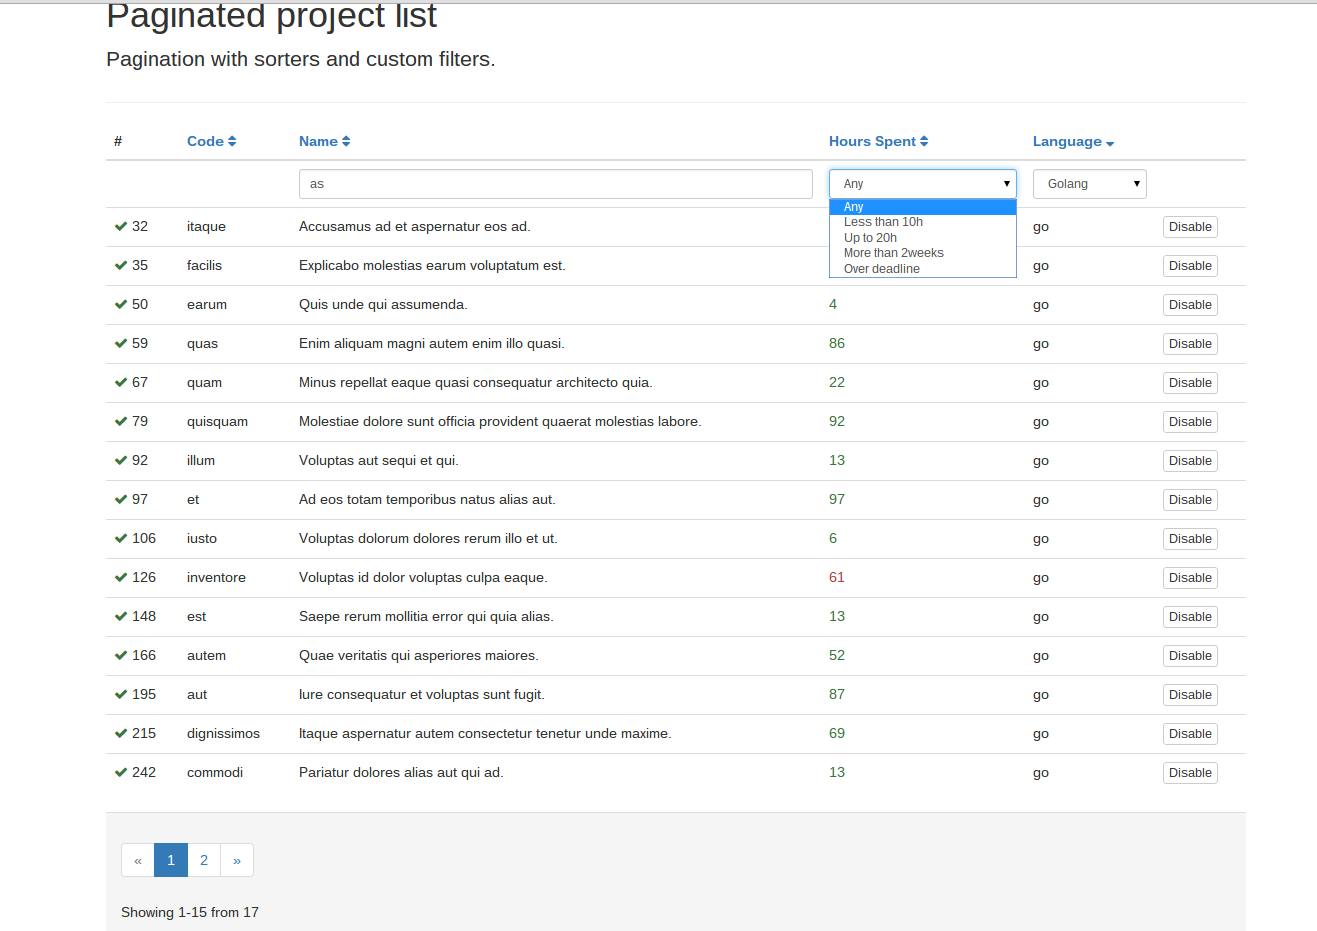 Paginated project list
Pagination with sorters and custom filters.
# Code Name Hours Spent Language
as Any Golang
Any
Less than 10h
Up to 20h
More than 2weeks
Over deadline
32 itaque Accusamus ad et aspernatur eos ad. go Disable
35 facilis Explicabo molestias earum voluptatum est. go Disable
50 earum Quis unde qui assumenda. 4 go Disable
59 quas Enim aliquam magni autem enim illo quasi. 86 go Disable
67 quam Minus repellat eaque quasi consequatur architecto quia. 22 go Disable
79 quisquam Molestiae dolore sunt officia provident quaerat molestias labore. 92 go Disable
92 illum Voluptas aut sequi et qui. 13 go Disable
97 et Ad eos totam temporibus natus alias aut. 97 go Disable
106 iusto Voluptas dolorum dolores rerum illo et ut. 6 go Disable
126 inventore Voluptas id dolor voluptas culpa eaque. 61 go Disable
148 est Saepe rerum mollitia error qui quia alias. 13 go Disable
166 autem Quae veritatis qui asperiores maiores. 52 go Disable
195 aut Iure consequatur et voluptas sunt fugit. 87 go Disable
215 dignissimos Itaque aspernatur autem consectetur tenetur unde maxime. 69 go Disable
242 commodi Pariatur dolores alias aut qui ad. 13 go Disable
« 1 2 »
Showing 1-15 from 17